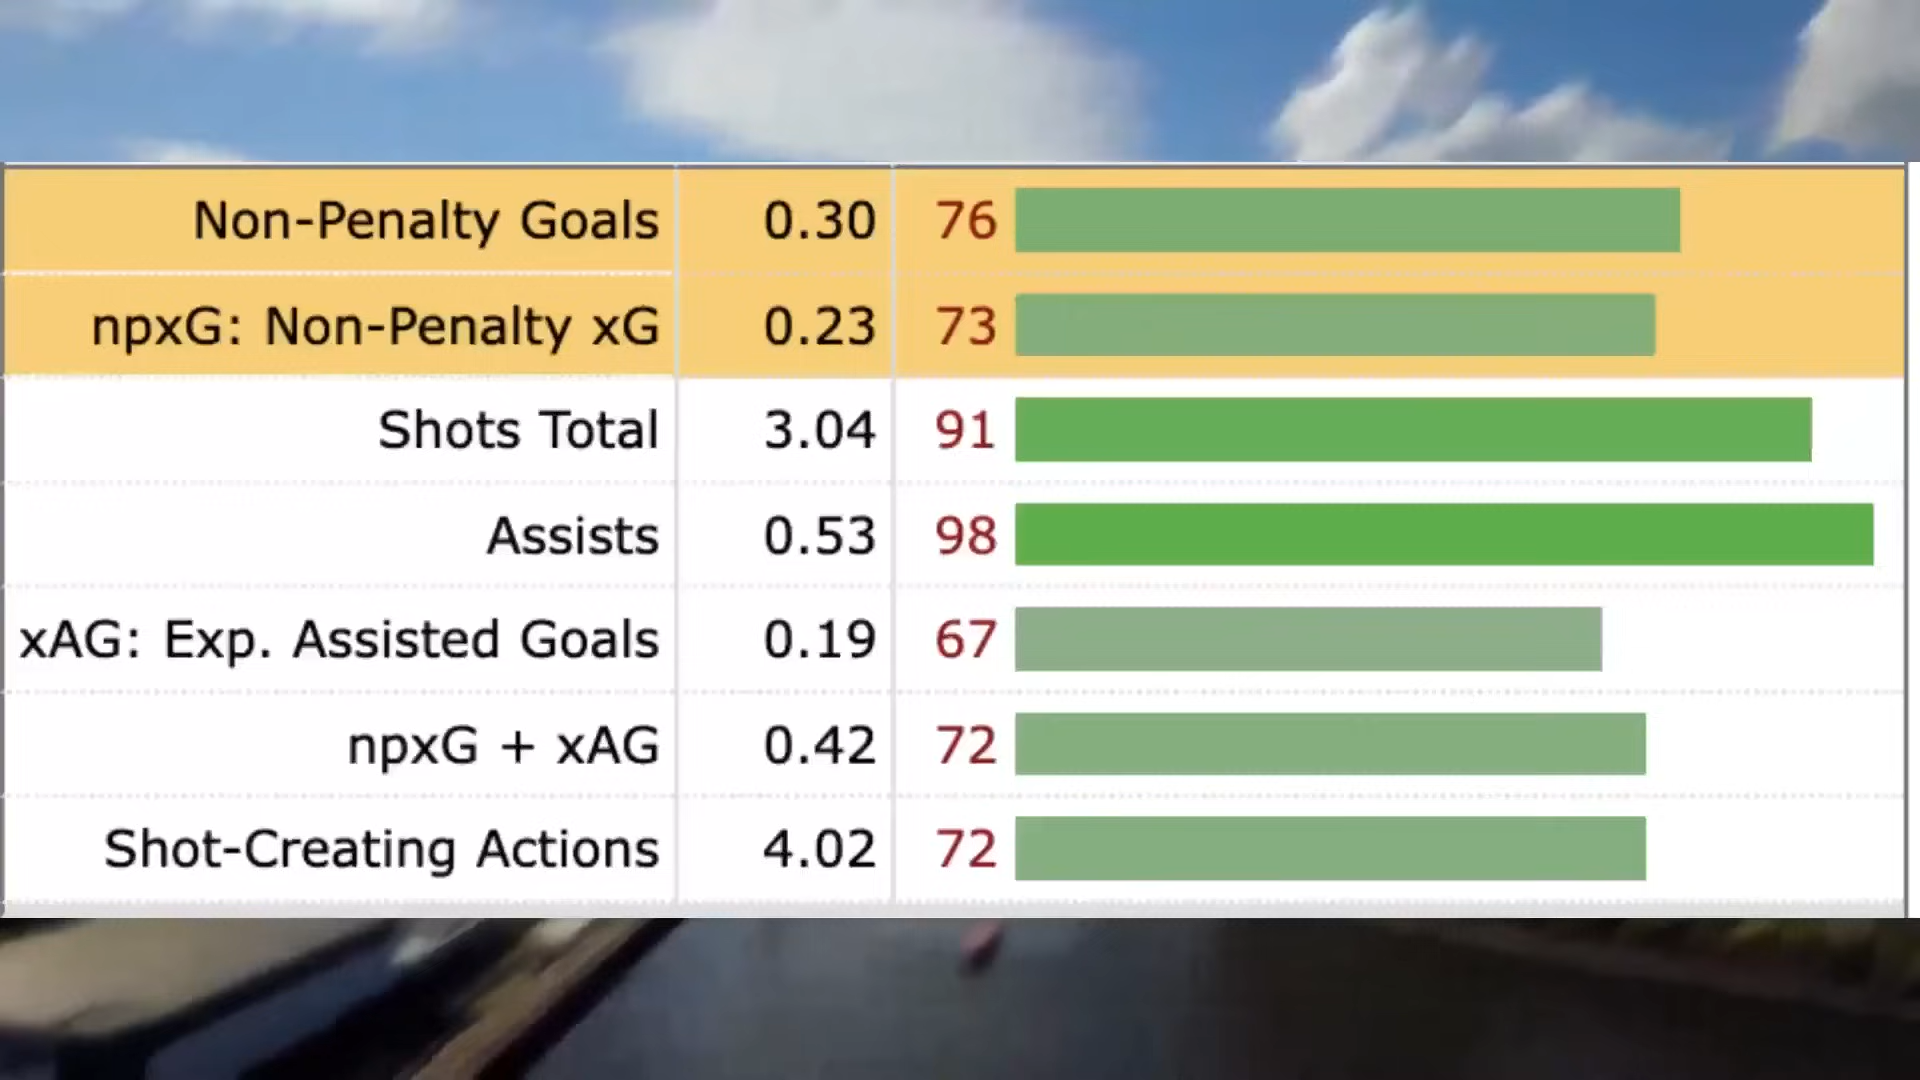 Non-Penalty Goals 0.30 76
npxG: Non-Penalty xG 0.23 73
Shots Total 3.04 91
Assists 0.53 98
xAG: Exp. Assisted Goals 0.19 67
npxG + xAG 0.42 72
Shot-Creating Actions 4.02 72